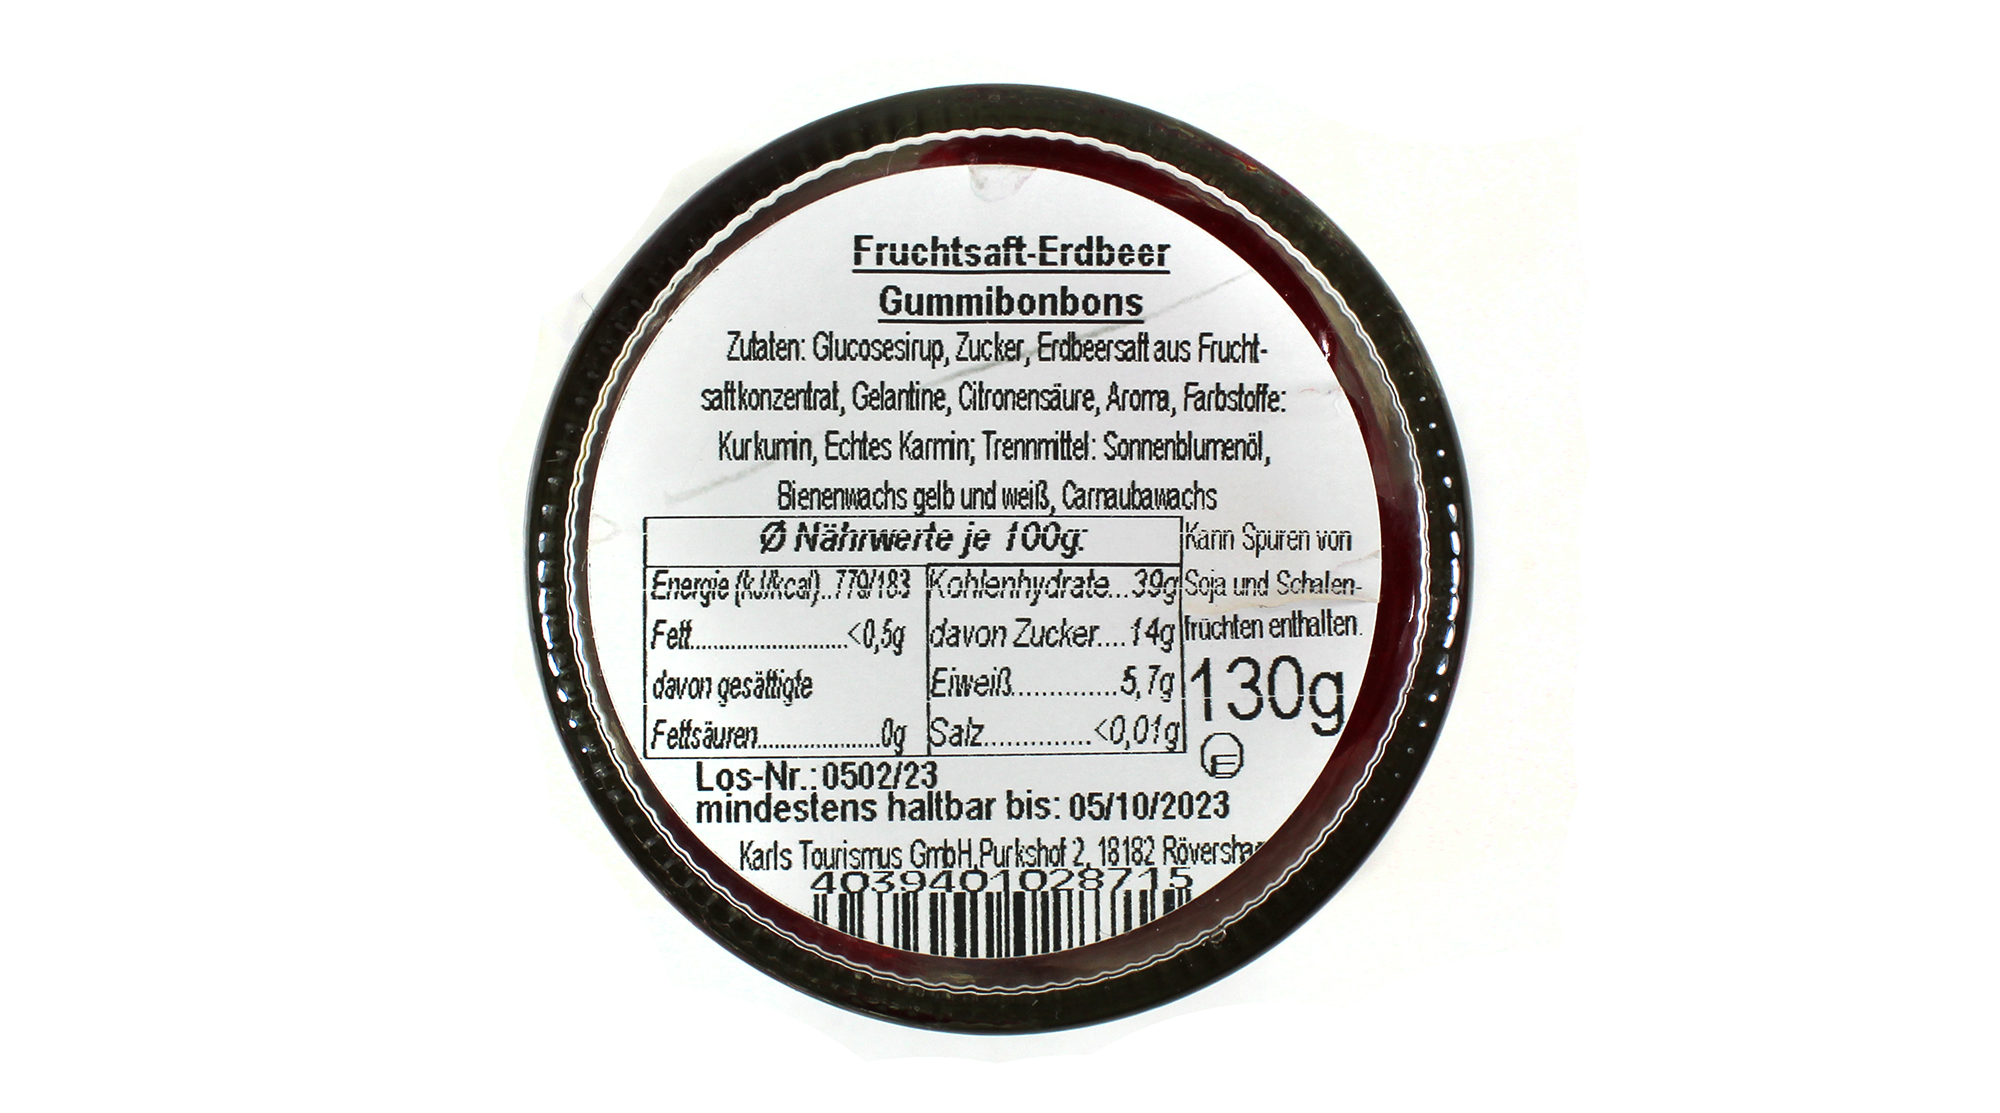 Fruchtsaft-Erdbeer
Gummibonbons
Zutaten: Glucosesirup, Zucker, Erdbeersaft aus Frucht-
saftkonzentrat, Gelantine, Citronensäure, Aroma, Farbstoffe:
Kurkumin, Echtes Karmin; Trennmittel: Sonnenblumenöl,
Bienenwachs gelb und weiß, Carnaubawachs
Ø Nährwerte je 100g:
Energie (kJ/kcal)..779/183
Fett..........................<0,5g
davon gesättigte
Fettsäuren.....................0g
Kohlenhydrate...39g
davon Zucker....14g
Eiweiß.............5,7g
Salz..............<0,01g
Kann Spuren von
Soja und Schalen-
früchten enthalten.
130g
E
Los-Nr.:0502/23
mindestens haltbar bis: 05/10/2023
Karls Tourismus GmbH,Purkshof 2, 18182 Rövershag
4039401028715